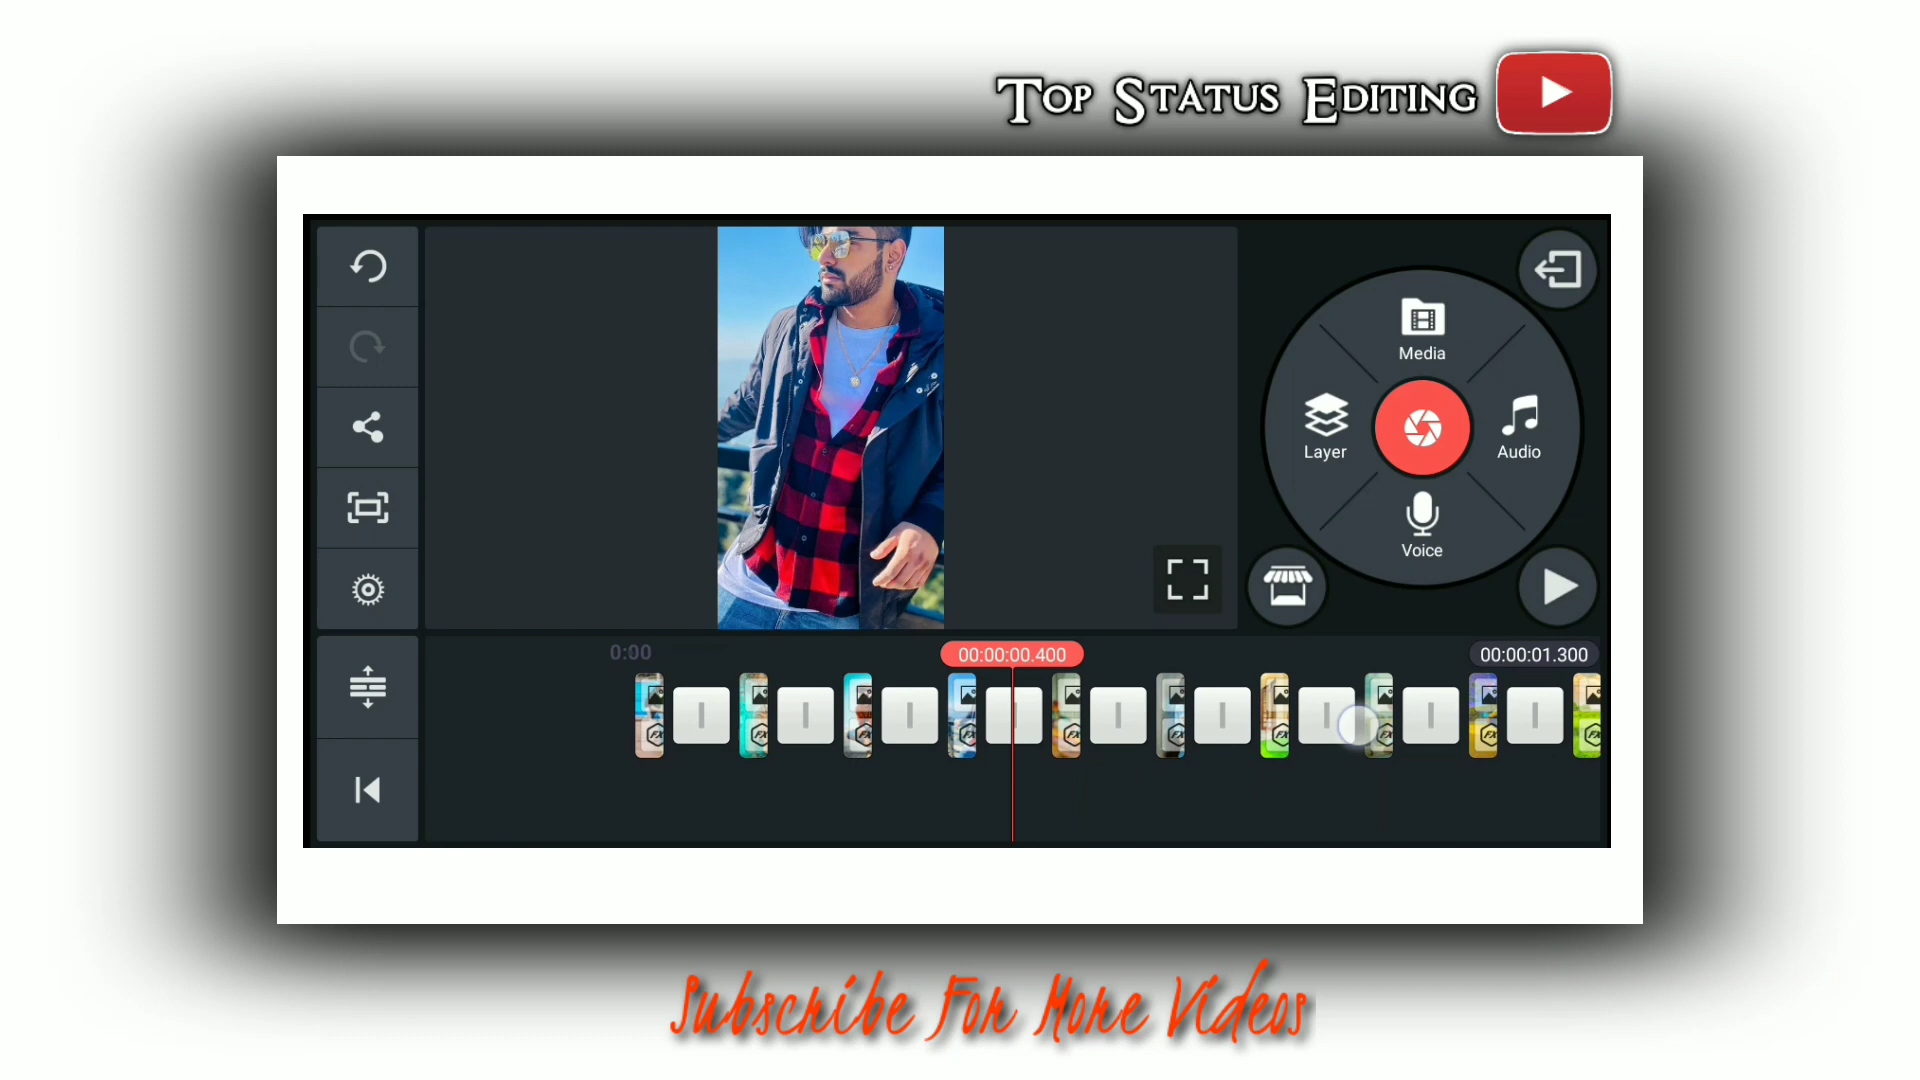 Top Status Editing
Media
Layer
Audio
Voice
0:00
00:00:00.400
00:00:01.300
Subscribe For More Videos